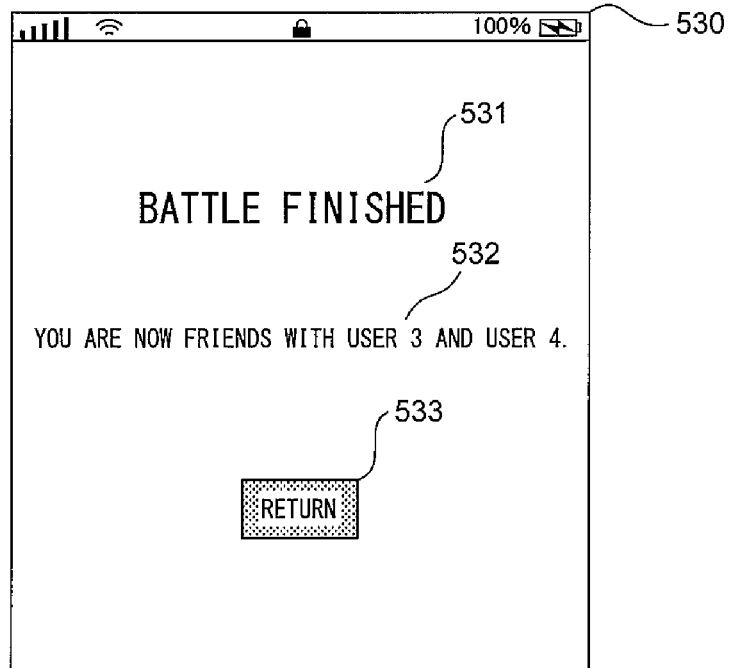 100%
530
531
BATTLE FINISHED
532
YOU ARE NOW FRIENDS WITH USER 3 AND USER 4.
533
RETURN